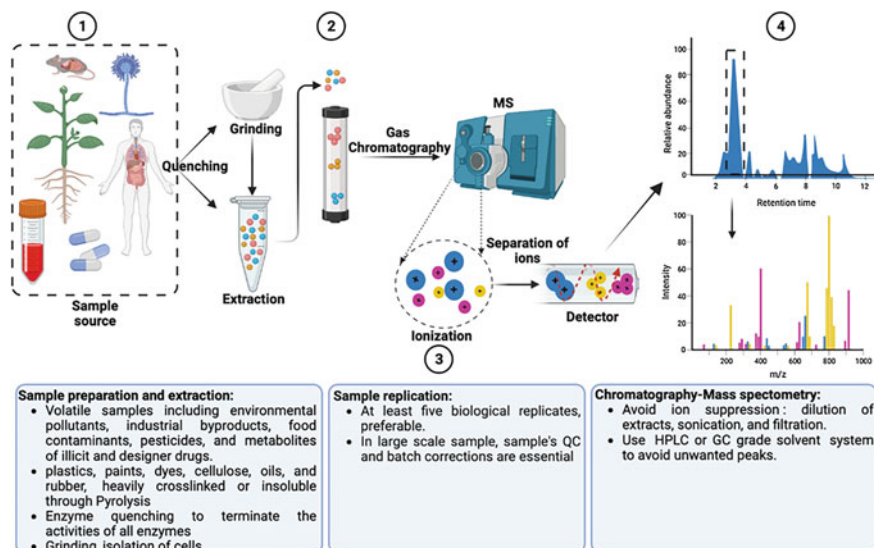 1
2
4
Quenching
Grinding
Extraction
Sample
source
Gas
Chromatography
MS
Separation of
ions
Ionization
Detector
3
Relative abundance
100
80
60
40
20
0
2 4 6 8 10 12
Retention time
Intensity
100
80
60
40
20
0
200 400 600 800 1000
m/z
Sample preparation and extraction:
• Volatile samples including environmental
pollutants, industrial byproducts, food
contaminants, pesticides, and metabolites
of illicit and designer drugs.
• plastics, paints, dyes, cellulose, oils, and
rubber, heavily crosslinked or insoluble
through Pyrolysis
• Enzyme quenching to terminate the
activities of all enzymes
• Grinding, isolation of cells
Sample replication:
• At least five biological replicates,
preferable.
• In large scale sample, sample's QC
and batch corrections are essential
Chromatography-Mass spectometry:
• Avoid ion suppression: dilution of
extracts, sonication, and filtration.
• Use HPLC or GC grade solvent system
to avoid unwanted peaks.